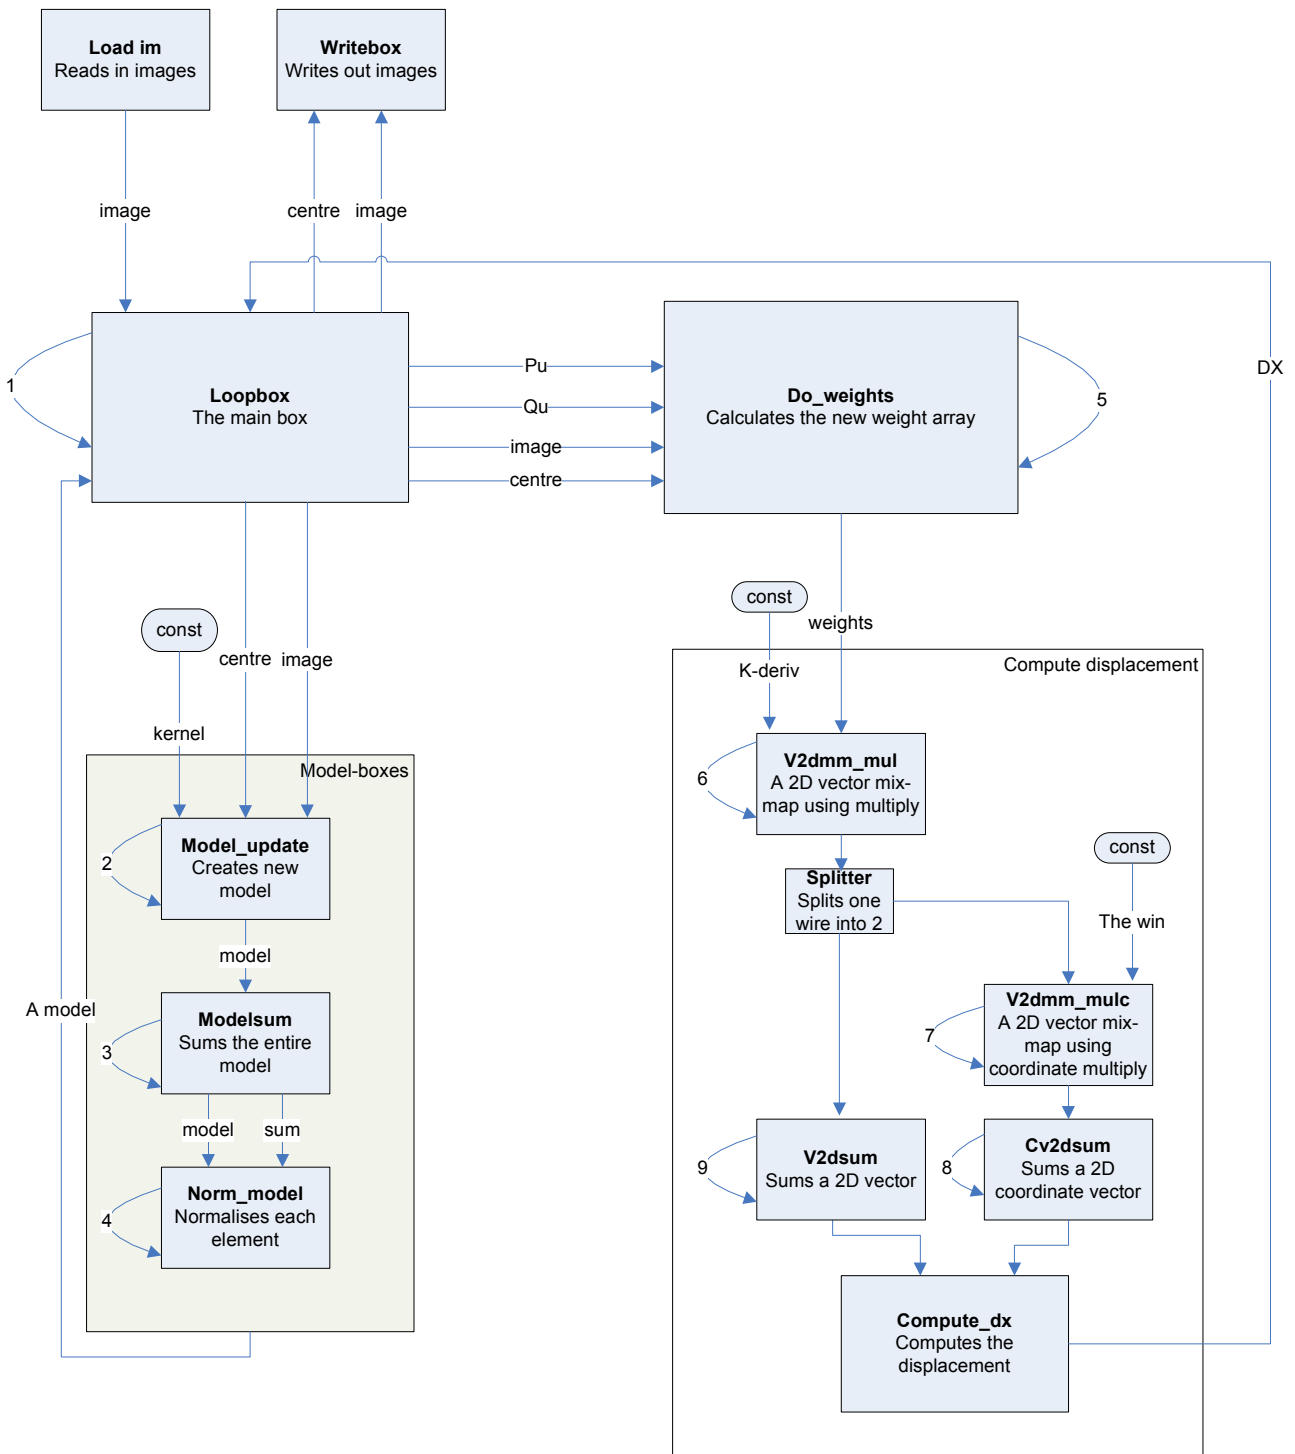 Load im
Reads in images
Writebox
Writes out images
image
centre
image
1
Loopbox
The main box
Pu
Qu
image
centre
Do_weights
Calculates the new weight array
5
DX
const
centre
image
kernel
const
weights
K-deriv
Compute displacement
Model-boxes
2
Model_update
Creates new
model
model
A model
3
Modelsum
Sums the entire
model
model
sum
4
Norm_model
Normalises each
element
6
V2dmm_mul
A 2D vector mix-
map using multiply
Splitter
Splits one
wire into 2
const
The win
7
V2dmm_mulc
A 2D vector mix-
map using
coordinate multiply
9
V2dsum
Sums a 2D vector
8
Cv2dsum
Sums a 2D
coordinate vector
Compute_dx
Computes the
displacement